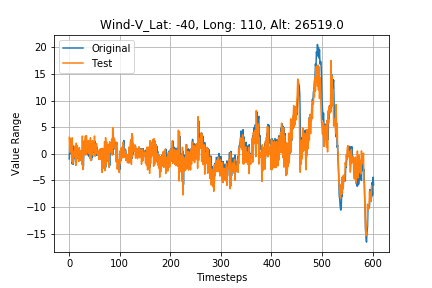 Wind-V_Lat: -40, Long: 110, Alt: 26519.0
Original
Test
Value Range
20
15
10
5
0
−5
−10
−15
0 100 200 300 400 500 600
Timesteps